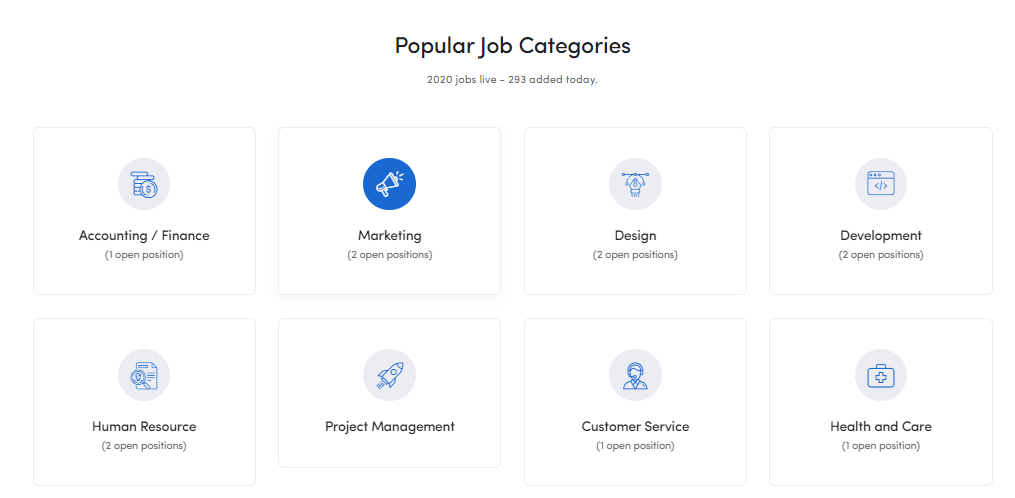 Popular Job Categories
2020 jobs live - 293 added today.
Accounting / Finance
(1 open position)
Marketing
(2 open positions)
Design
(2 open positions)
Development
(2 open positions)
Human Resource
(2 open positions)
Project Management
Customer Service
(1 open position)
Health and Care
(1 open position)